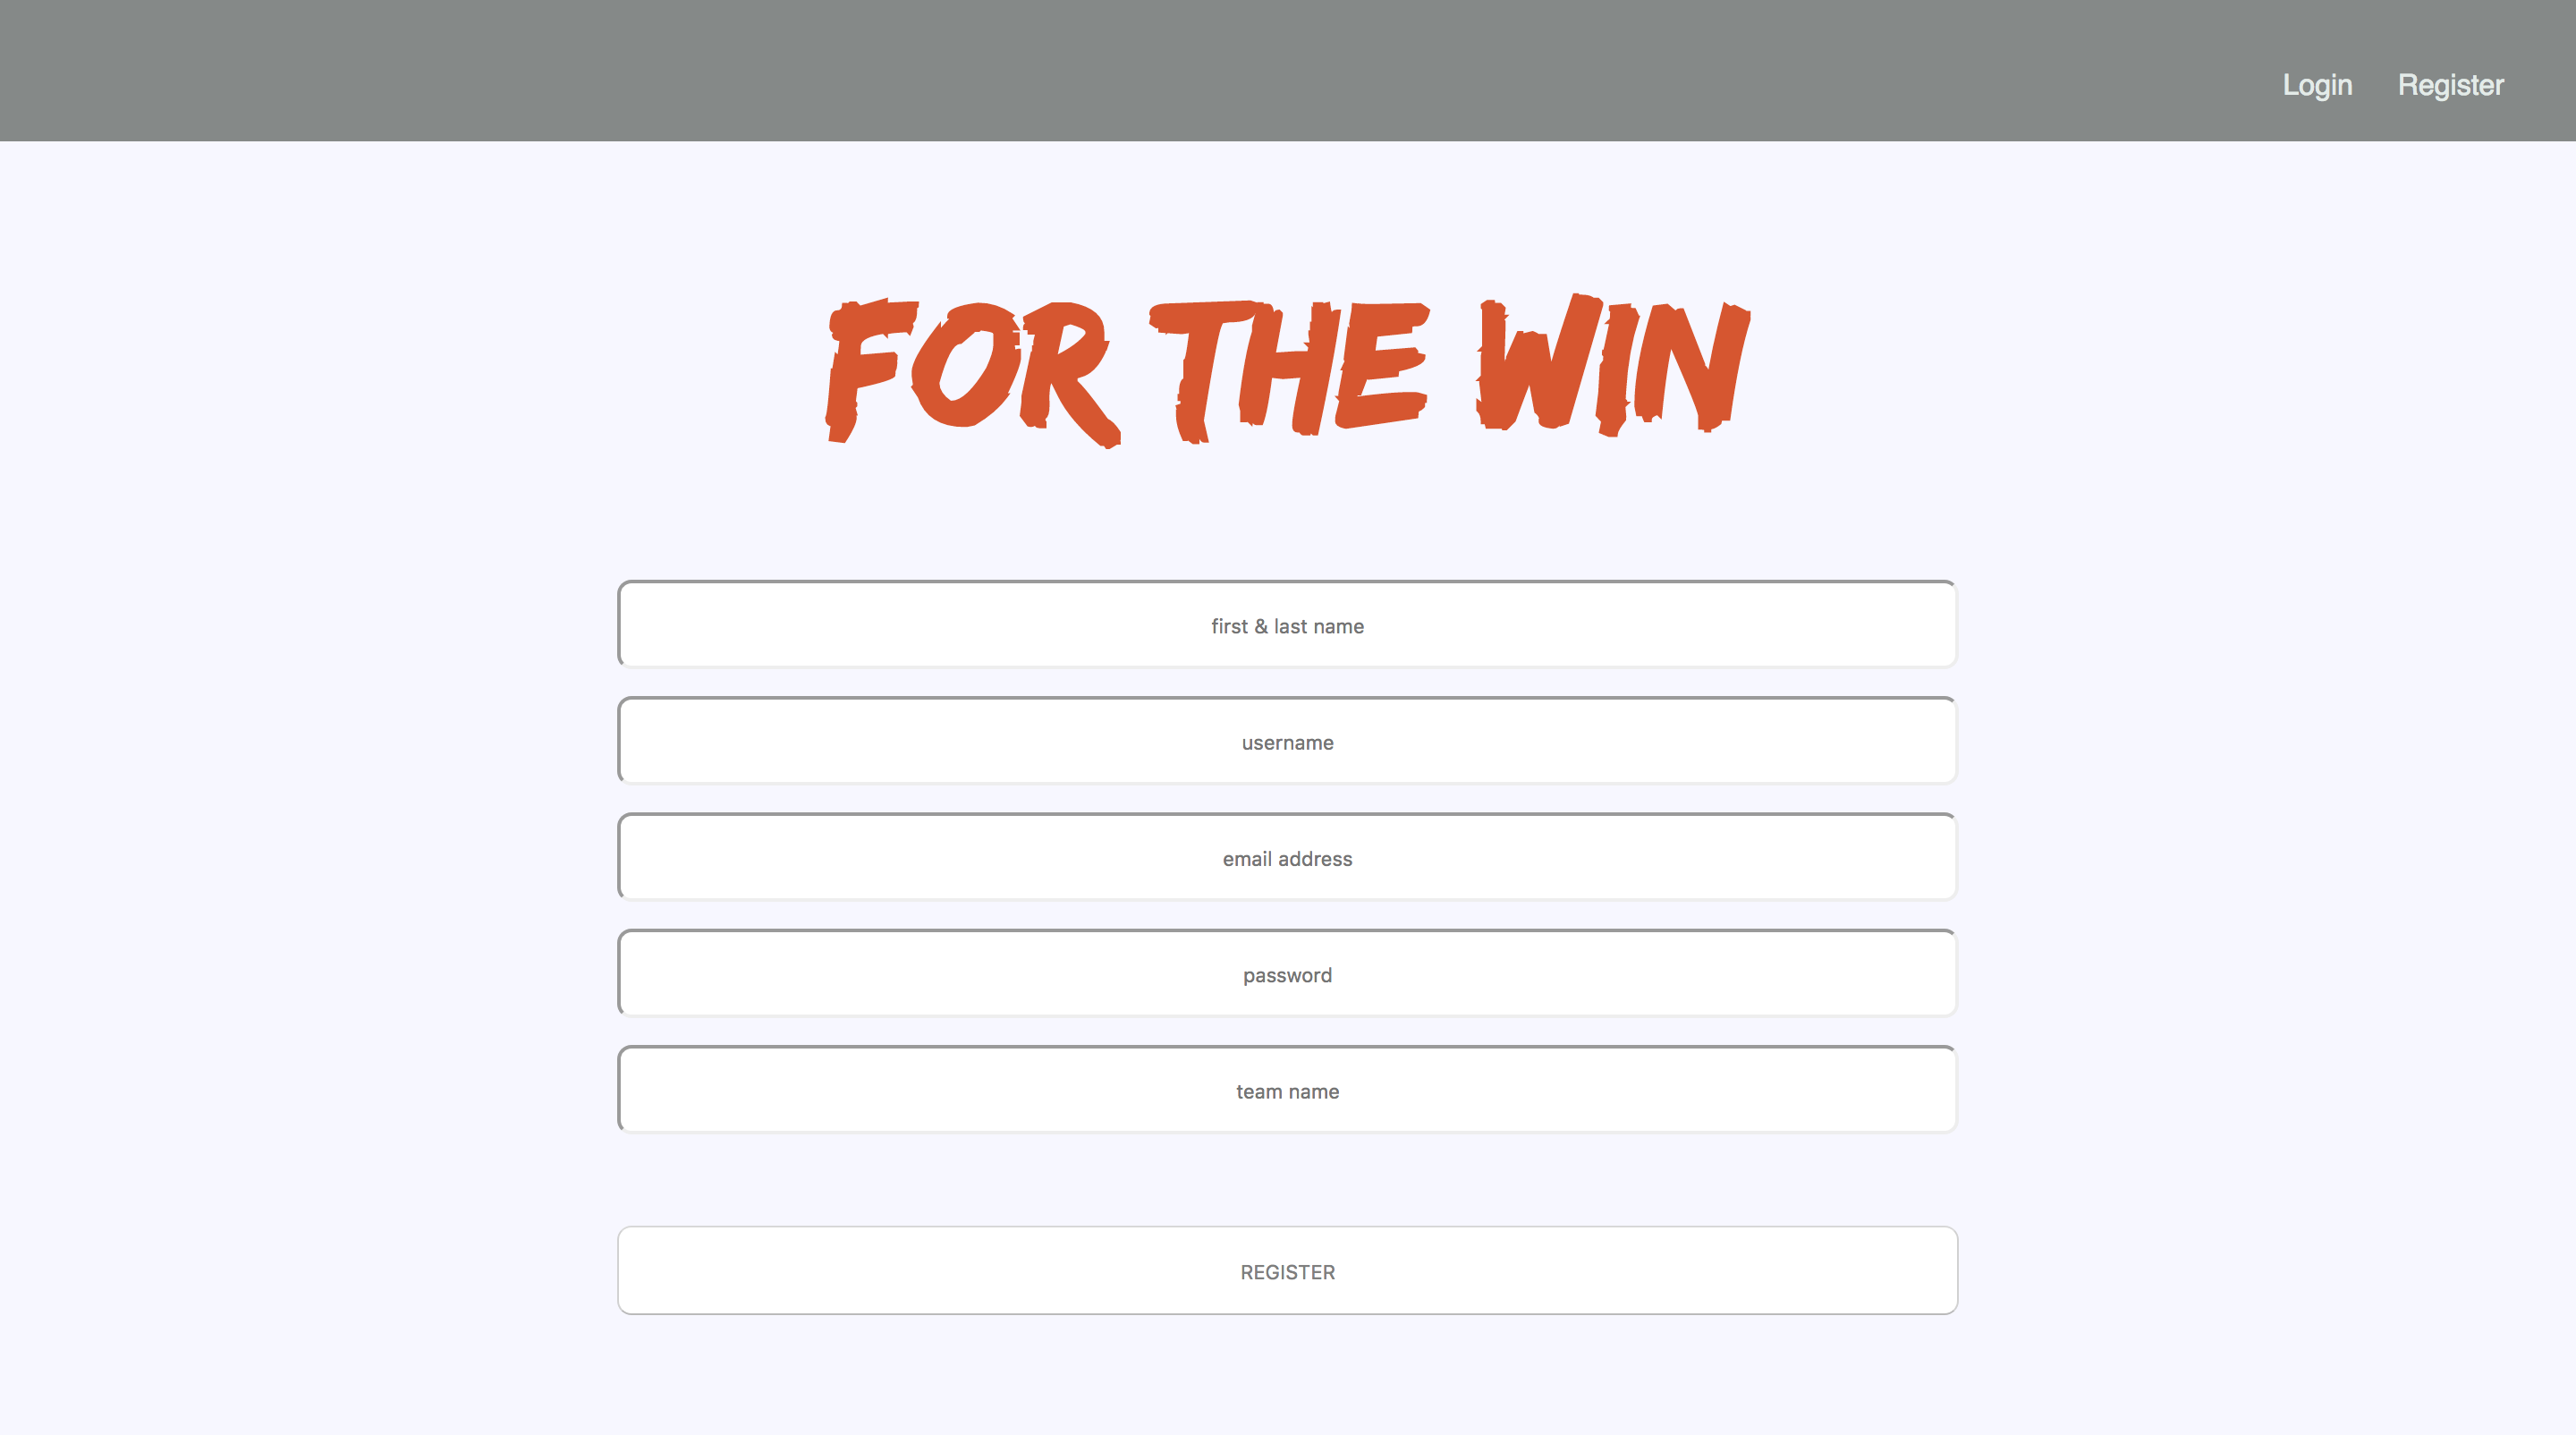 Login Register
FOR THE WIN
first & last name
username
email address
password
team name
REGISTER